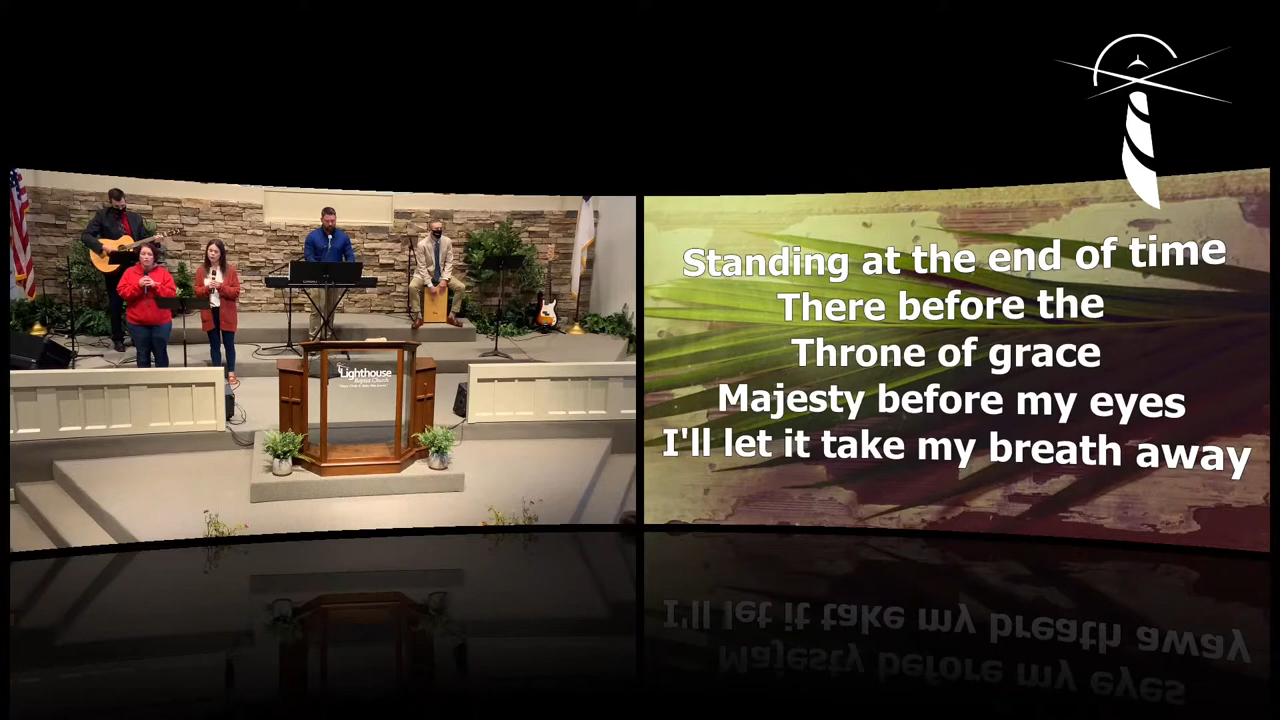 Lighthouse
Baptist Church
Standing at the end of time
There before the
Throne of grace
Majesty before my eyes
I'll let it take my breath away